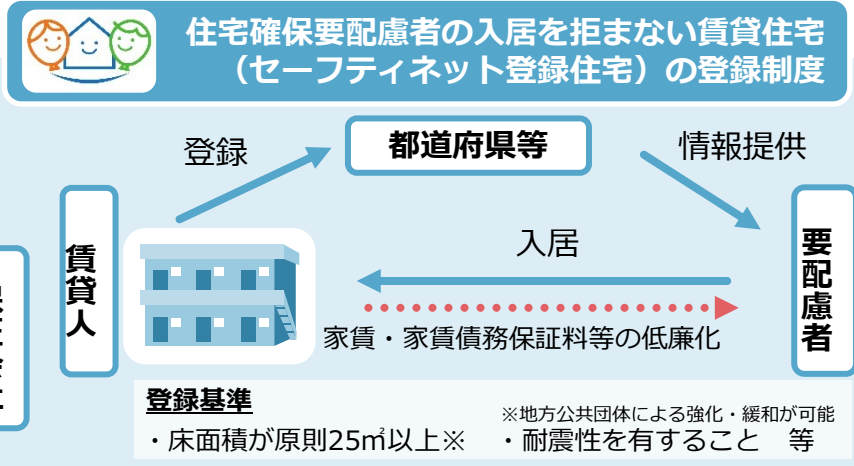 住宅確保要配慮者の入居を拒まない賃貸住宅
（セーフティネット登録住宅）の登録制度
登録
都道府県等
情報提供
賃貸人
入居
要配慮者
家賃・家賃債務保証料等の低廉化
登録基準
※地方公共団体による強化・緩和が可能
・床面積が原則25㎡以上※　・耐震性を有すること　等